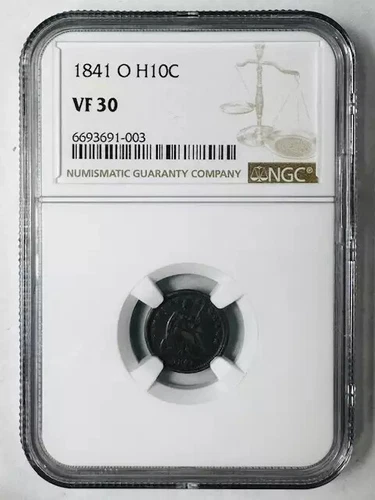 1841 O H10C
VF 30
6693691-003
NUMISMATIC GUARANTY COMPANY
NGC®